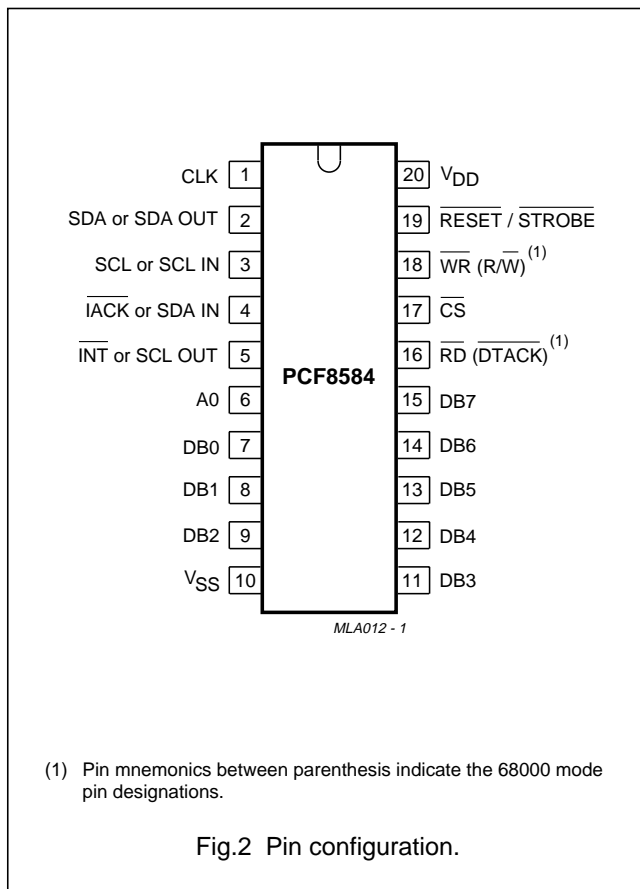 CLK 1 20 VDD
SDA or SDA OUT 2 19 RESET / STROBE
SCL or SCL IN 3 18 WR (R/W)(1)
IACK or SDA IN 4 17 CS
INT or SCL OUT 5 16 RD (DTACK)(1)
PCF8584
A0 6 15 DB7
DB0 7 14 DB6
DB1 8 13 DB5
DB2 9 12 DB4
VSS 10 11 DB3
MLA012 - 1
(1) Pin mnemonics between parenthesis indicate the 68000 mode
pin designations.
Fig.2 Pin configuration.